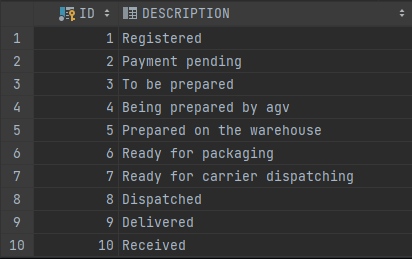 ID DESCRIPTION
1 1 Registered
2 2 Payment pending
3 3 To be prepared
4 4 Being prepared by agv
5 5 Prepared on the warehouse
6 6 Ready for packaging
7 7 Ready for carrier dispatching
8 8 Dispatched
9 9 Delivered
10 10 Received